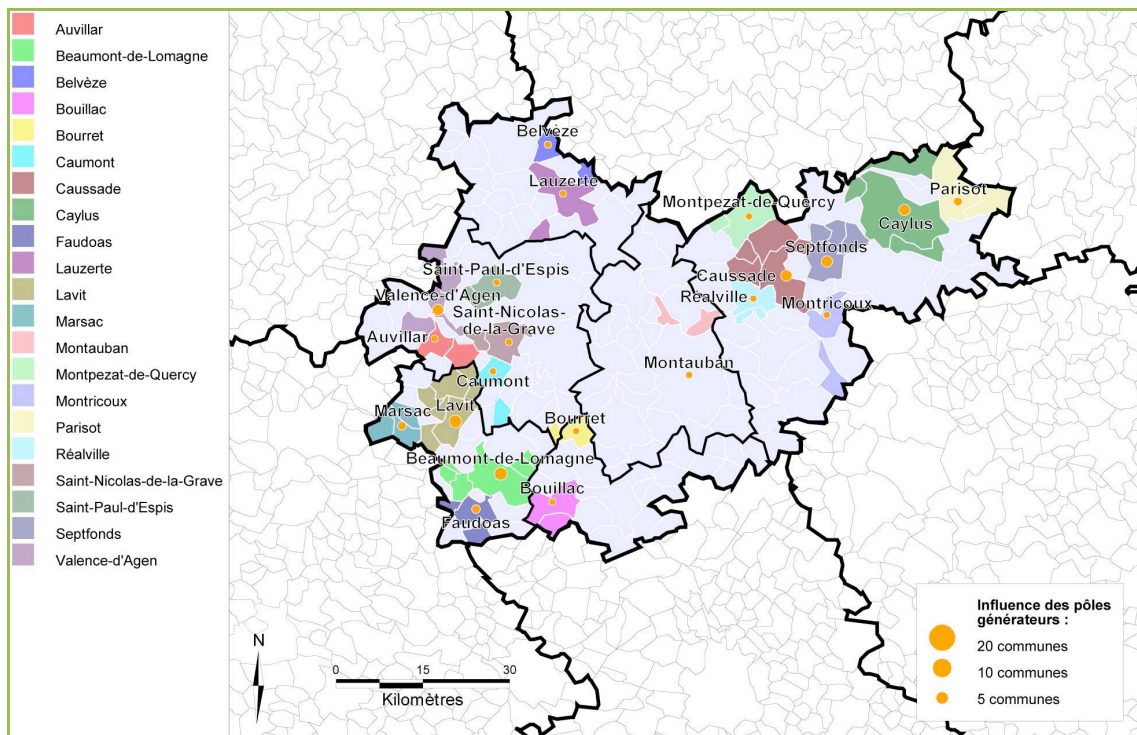 Auvillar
Beaumont-de-Lomagne
Belvèze
Bouillac
Bourret
Caumont
Caussade
Caylus
Faudoas
Lauzerte
Lavit
Marsac
Montauban
Montpezat-de-Quercy
Montricoux
Parisot
Réalville
Saint-Nicolas-de-la-Grave
Saint-Paul-d'Espis
Septfonds
Valence-d'Agen
Belvèze
Lauzerte
Montpezat-de-Quercy
Parisot
Caylus
Septfonds
Saint-Paul-d'Espis
Caussade
Valence-d'Agen
Réalville
Montricoux
Saint-Nicolas-
de-la-Grave
Auvillar
Montauban
Caumont
Lavit
Marsac
Bourret
Beaumont-de-Lomagne
Bouillac
Faudoas
N
0 15 30
Kilomètres
Influence des pôles
générateurs :
20 communes
10 communes
5 communes